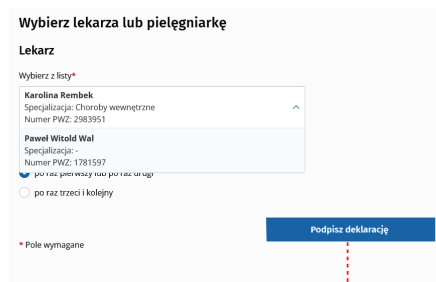 Wybierz lekarza lub pielęgniarkę
Lekarz
Wybierz z listy*
Karolina Rembek
Specjalizacja: Choroby wewnętrzne
Numer PWZ: 2983951
Paweł Witold Wal
Specjalizacja: -
Numer PWZ: 1781597
po raz pierwszy lub po raz drugi
po raz trzeci i kolejny
Podpisz deklarację
* Pole wymagane